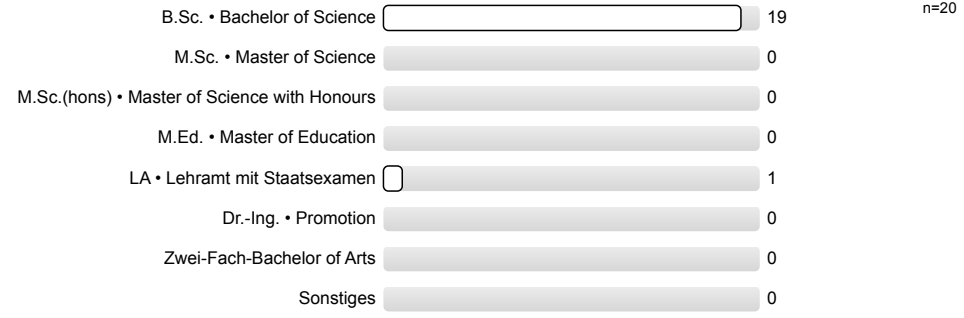 B.Sc. • Bachelor of Science 19 n=20
M.Sc. • Master of Science 0
M.Sc.(hons) • Master of Science with Honours 0
M.Ed. • Master of Education 0
LA • Lehramt mit Staatsexamen 1
Dr.-Ing. • Promotion 0
Zwei-Fach-Bachelor of Arts 0
Sonstiges 0